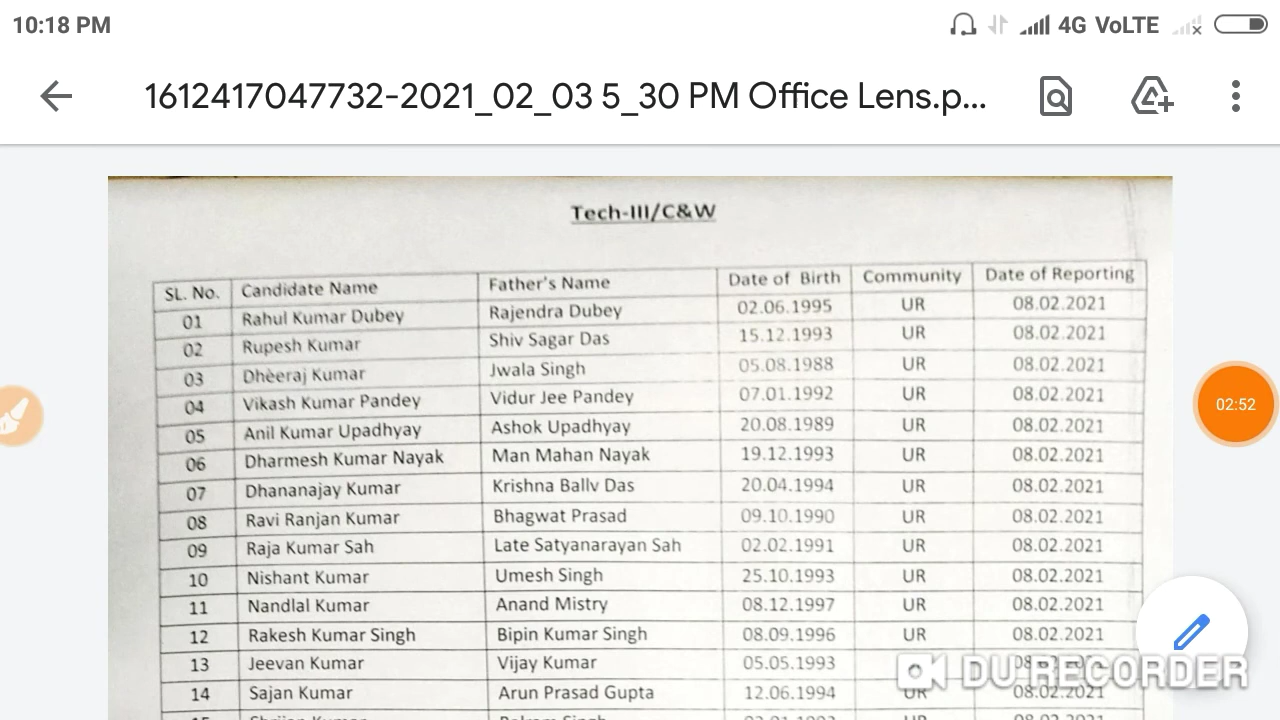 10:18 PM 4G VoLTE
1612417047732-2021_02_03 5_30 PM Office Lens.p...
Tech-III/C&W
SL. No. Candidate Name Father's Name Date of Birth Community Date of Reporting
01 Rahul Kumar Dubey Rajendra Dubey 02.06.1995 UR 08.02.2021
02 Rupesh Kumar Shiv Sagar Das 15.12.1993 UR 08.02.2021
03 Dheeraj Kumar Jwala Singh 05.08.1988 UR 08.02.2021
04 Vikash Kumar Pandey Vidur Jee Pandey 07.01.1992 UR 08.02.2021
05 Anil Kumar Upadhyay Ashok Upadhyay 20.08.1989 UR 08.02.2021
02:52
06 Dharmesh Kumar Nayak Man Mahan Nayak 19.12.1993 UR 08.02.2021
07 Dhananajay Kumar Krishna Ballv Das 20.04.1994 UR 08.02.2021
08 Ravi Ranjan Kumar Bhagwat Prasad 09.10.1990 UR 08.02.2021
09 Raja Kumar Sah Late Satyanarayan Sah 02.02.1991 UR 08.02.2021
10 Nishant Kumar Umesh Singh 25.10.1993 UR 08.02.2021
11 Nandlal Kumar Anand Mistry 08.12.1997 UR 08.02.2021
12 Rakesh Kumar Singh Bipin Kumar Singh 08.09.1996 UR 08.02.2021
13 Jeevan Kumar Vijay Kumar 05.05.1993
DU RECORDER
14 Sajan Kumar Arun Prasad Gupta 12.06.1994 UR 08.02.2021